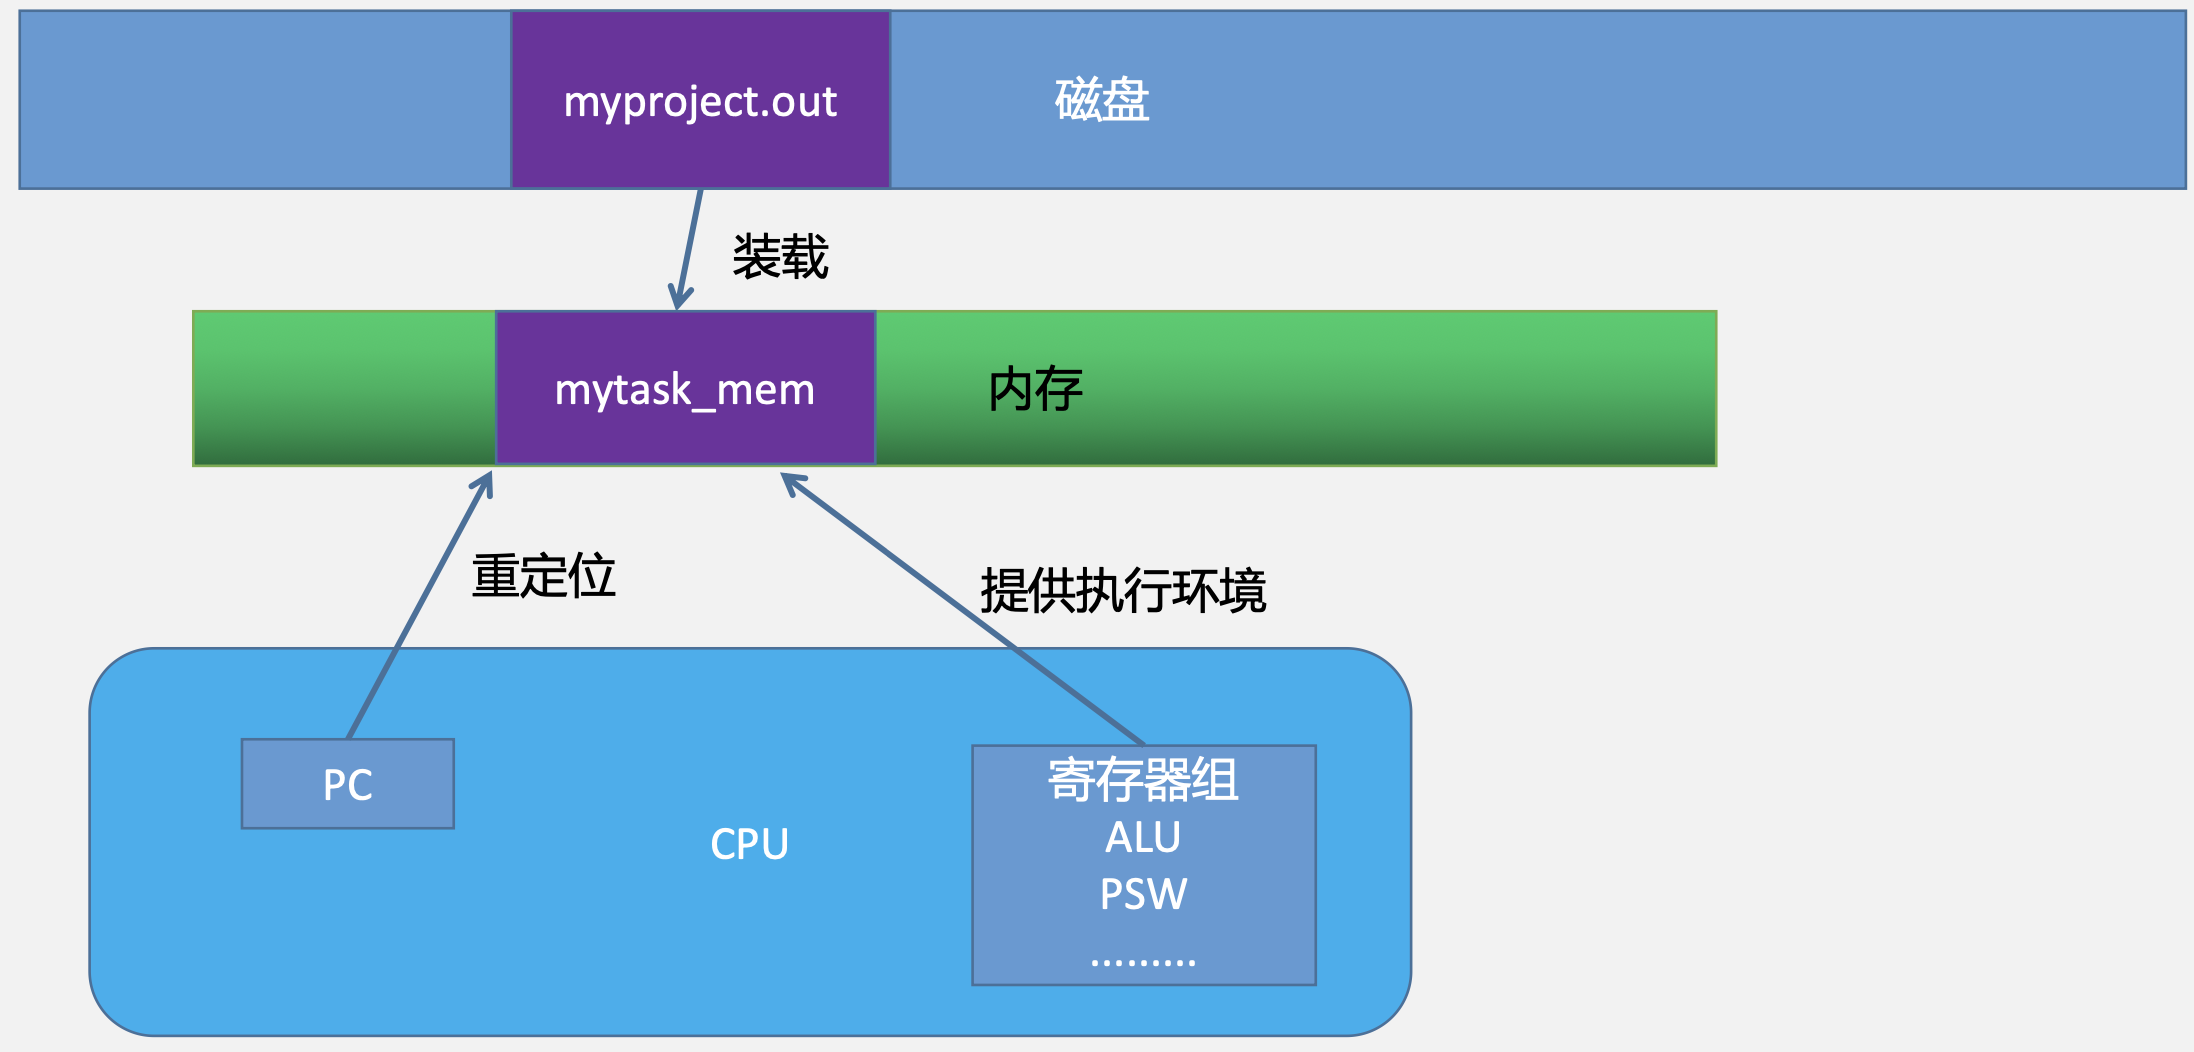 myproject.out
磁盘
装载
mytask_mem
内存
重定位
提供执行环境
PC
CPU
寄存器组
ALU
PSW
………